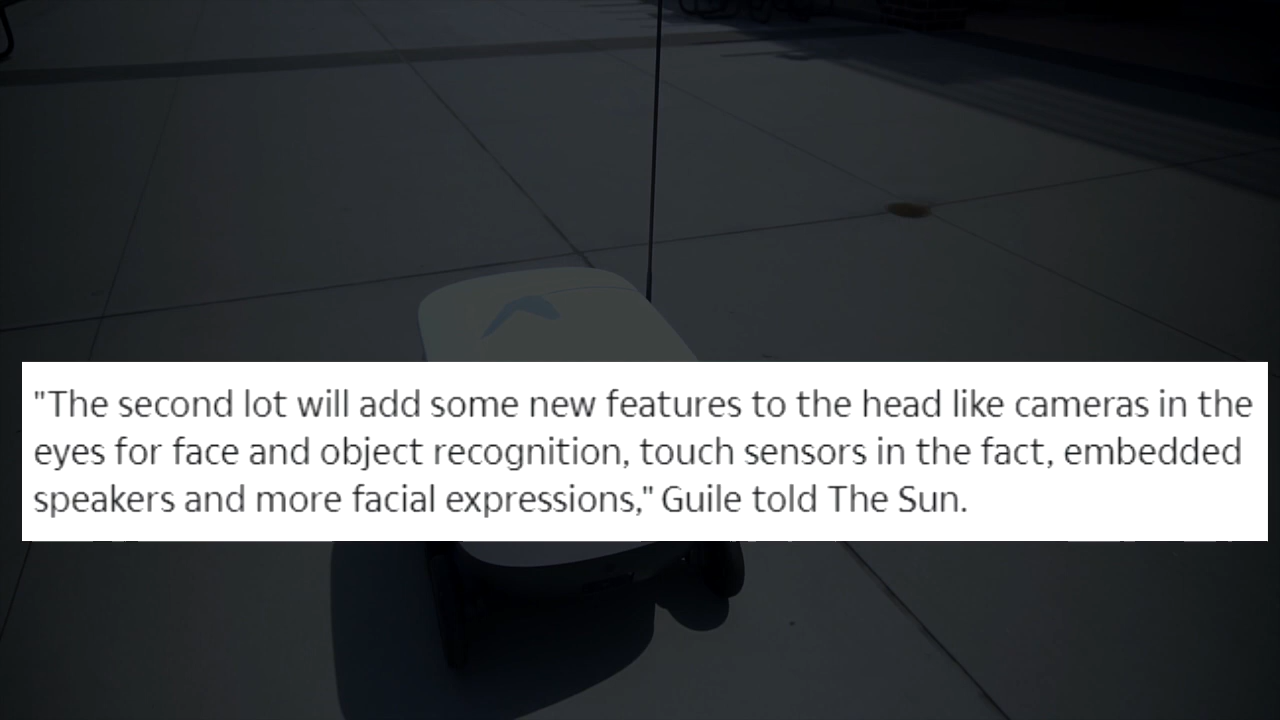 "The second lot will add some new features to the head like cameras in the
eyes for face and object recognition, touch sensors in the fact, embedded
speakers and more facial expressions," Guile told The Sun.